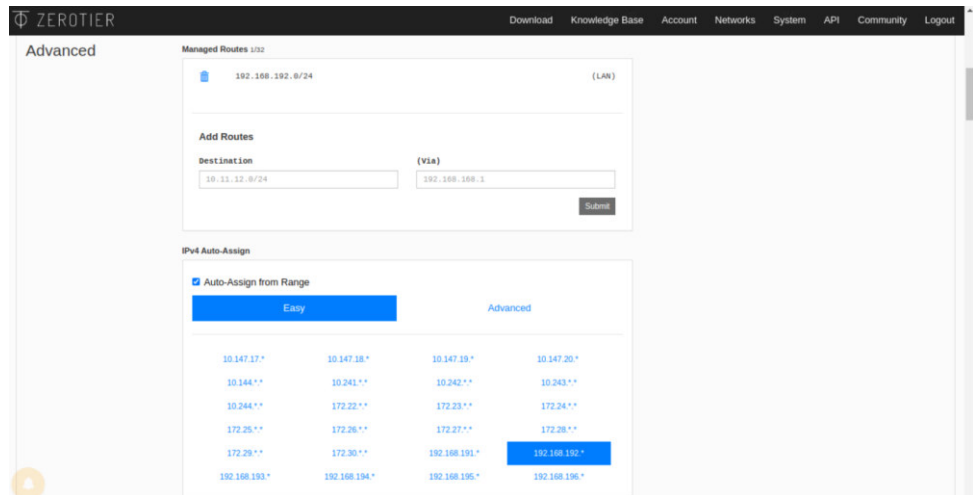 ZEROTIER
Download Knowledge Base Account Networks System API Community Logout
Advanced
Managed Routes 1/32
192.168.192.0/24 (LAN)
Add Routes
Destination (Via)
10.11.12.0/24 192.168.168.1
Submit
IPv4 Auto-Assign
Auto-Assign from Range
Easy Advanced
10.147.17.* 10.147.18.* 10.147.19.* 10.147.20.*
10.144.*.* 10.241.*.* 10.242.*.* 10.243.*.*
10.244.*.* 172.22.*.* 172.23.*.* 172.24.*.*
172.25.*.* 172.26.*.* 172.27.*.* 172.28.*.*
172.29.*.* 172.30.*.* 192.168.191.* 192.168.192.*
192.168.193.* 192.168.194.* 192.168.195.* 192.168.196.*